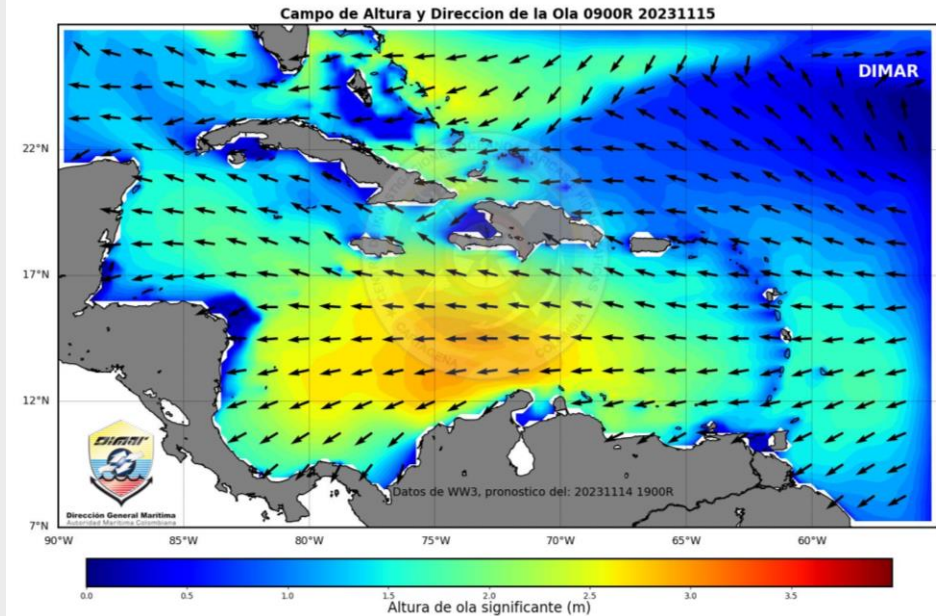 Campo de Altura y Direccion de la Ola 0900R 20231115
DIMAR
22°N
17°N
12°N
7°N
DIMAR
Dirección General Marítima
Autoridad Marítima Colombiana
Datos de WW3, pronostico del: 20231114 1900R
90°W 85°W 80°W 75°W 70°W 65°W 60°W
0.0 0.5 1.0 1.5 2.0 2.5 3.0 3.5
Altura de ola significante (m)